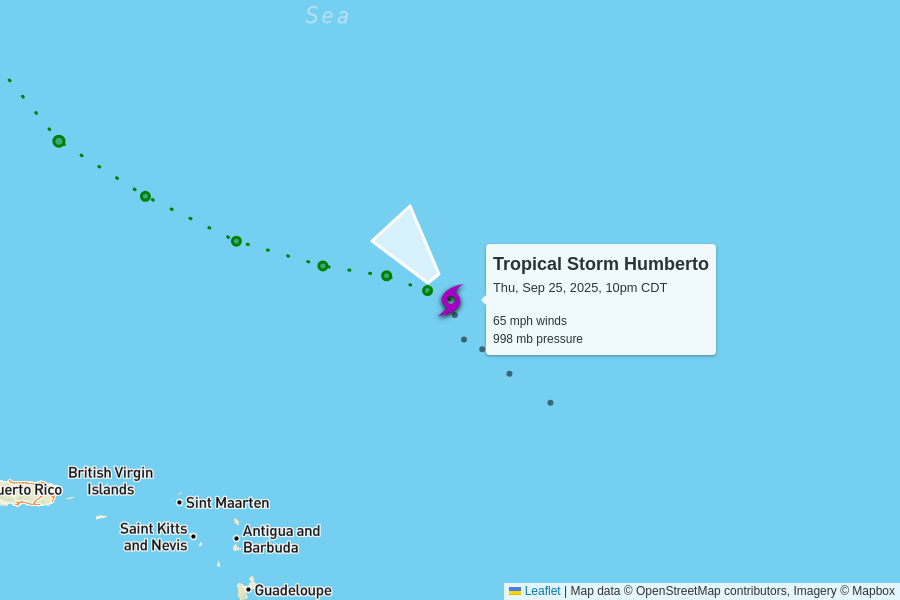 Sea
Tropical Storm Humberto
Thu, Sep 25, 2025, 10pm CDT
65 mph winds
998 mb pressure
British Virgin
Islands
uerto Rico
Sint Maarten
Saint Kitts
and Nevis
Antigua and
Barbuda
Guadeloupe
Leaflet | Map data © OpenStreetMap contributors, Imagery © Mapbox